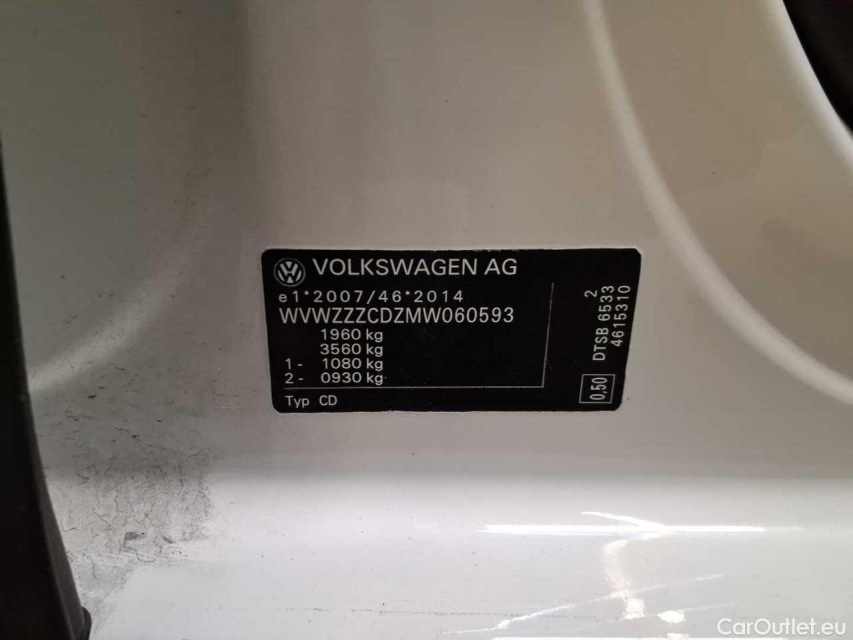 VOLKSWAGEN AG
e1*2007/46*2014
WVWZZZCDZMW060593
1960 kg
3560 kg
1- 1080 kg
2- 0930 kg
Typ CD
2
DTSB 6533
4615310
0,50
CarOutlet.eu